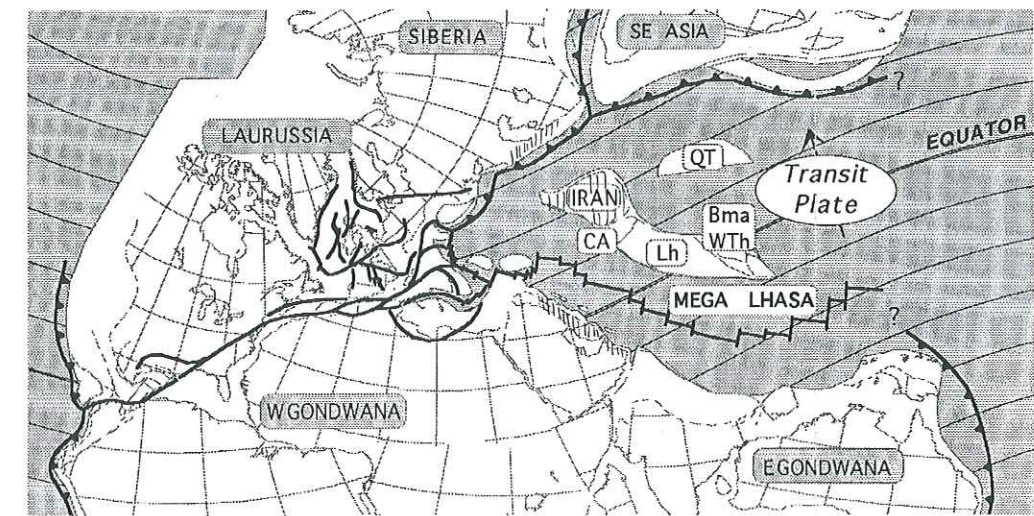 SIBERIA
SE ASIA
?
LAURUSSIA
EQUATOR
QT
Transit
Plate
IRAN
Bma
WTh
CA
Lh
MEGA LHASA
?
W GONDWANA
E GONDWANA